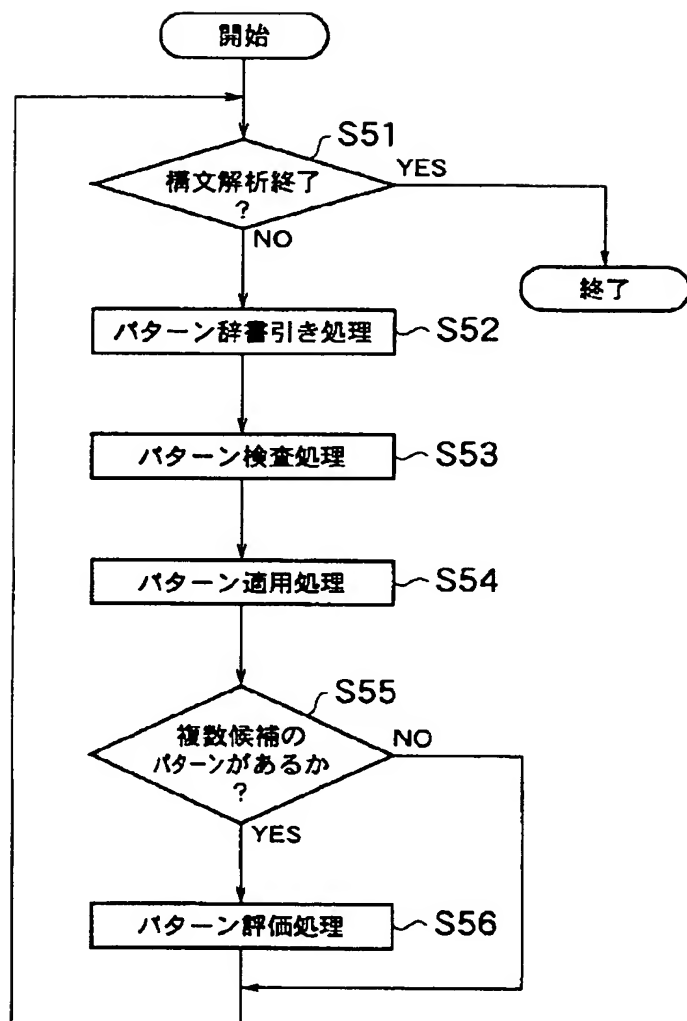 開始
S51
構文解析終了
?
YES
NO
終了
パターン辞書引き処理
S52
パターン検査処理
S53
パターン適用処理
S54
S55
複数候補の
パターンがあるか
?
NO
YES
パターン評価処理
S56